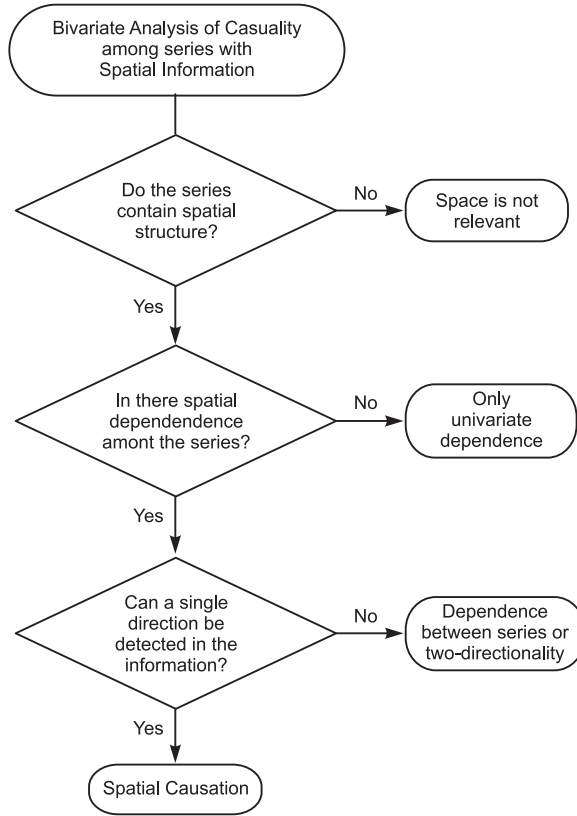 Bivariate Analysis of Casuality
among series with
Spatial Information
Do the series
contain spatial
structure?
No
Space is not
relevant
Yes
In there spatial
dependendence
amont the series?
No
Only
univariate
dependence
Yes
Can a single
direction be
detected in the
information?
No
Dependence
between series or
two-directionality
Yes
Spatial Causation